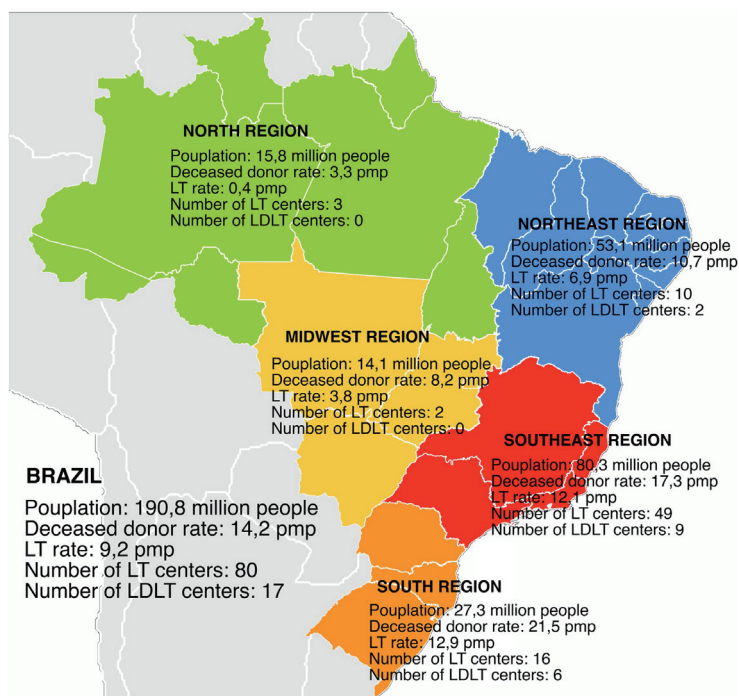 NORTH REGION
Pouplation: 15,8 million people
Deceased donor rate: 3,3 pmp
LT rate: 0,4 pmp
Number of LT centers: 3
Number of LDLT centers: 0
NORTHEAST REGION
Pouplation: 53,1 million people
Deceased donor rate: 10,7 pmp
LT rate: 6,9 pmp
Number of LT centers: 10
Number of LDLT centers: 2
MIDWEST REGION
Pouplation: 14,1 million people
Deceased donor rate: 8,2 pmp
LT rate: 3,8 pmp
Number of LT centers: 2
Number of LDLT centers: 0
SOUTHEAST REGION
Pouplation: 80,3 million people
Deceased donor rate: 17,3 pmp
LT rate: 12,1 pmp
Number of LT centers: 49
Number of LDLT centers: 9
BRAZIL
Pouplation: 190,8 million people
Deceased donor rate: 14,2 pmp
LT rate: 9,2 pmp
Number of LT centers: 80
Number of LDLT centers: 17
SOUTH REGION
Pouplation: 27,3 million people
Deceased donor rate: 21,5 pmp
LT rate: 12,9 pmp
Number of LT centers: 16
Number of LDLT centers: 6